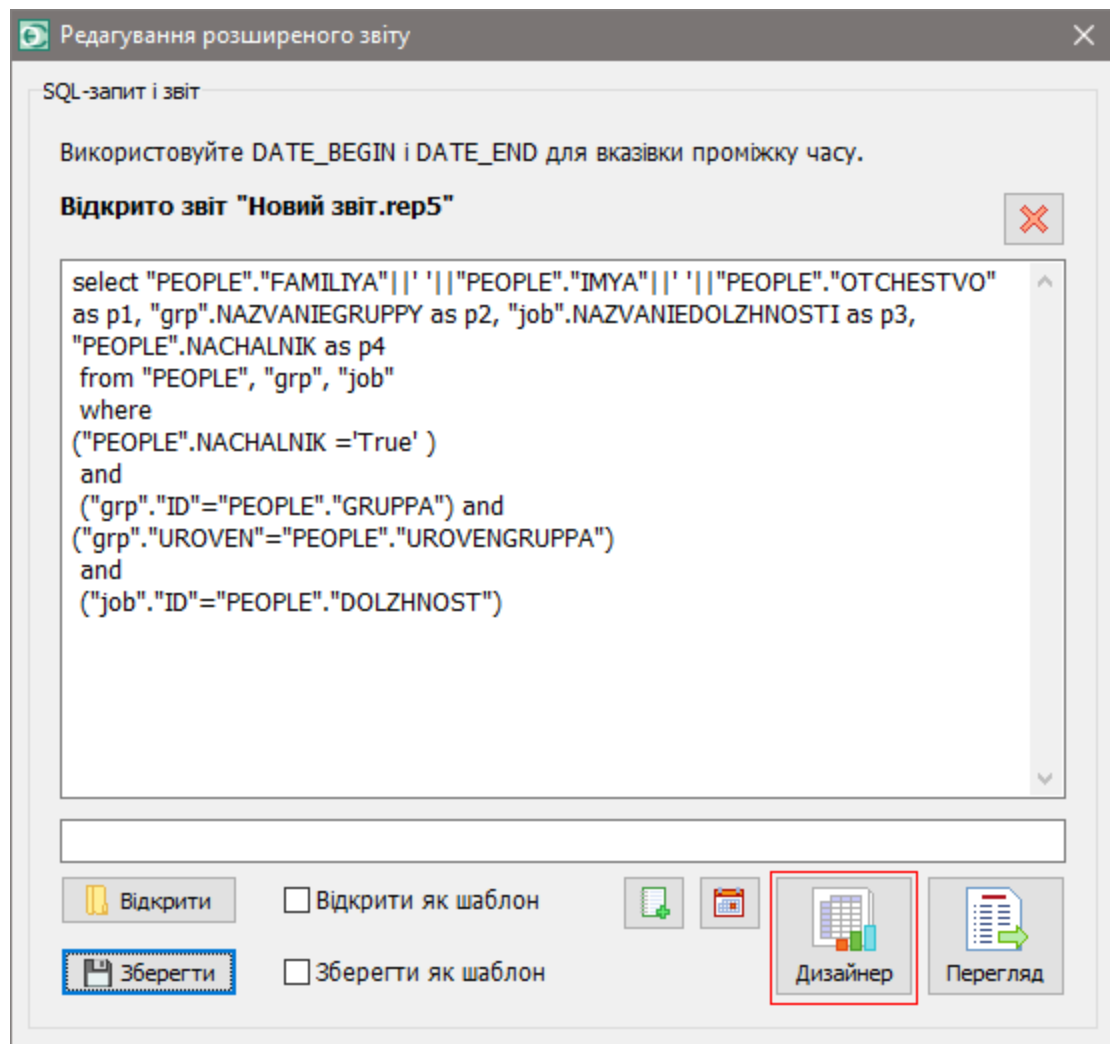 Редагування розширеного звіту
SQL-запит і звіт
Використовуйте DATE_BEGIN і DATE_END для вказівки проміжку часу.
Відкрито звіт "Новий звіт.rep5"
select "PEOPLE"."FAMILIYA"||' '||"PEOPLE"."IMYA"||' '||"PEOPLE"."OTCHESTVO"
as p1, "grp".NAZVANIEGRUPPY as p2, "job".NAZVANIEDOLZHNOSTI as p3,
"PEOPLE".NACHALNIK as p4
from "PEOPLE", "grp", "job"
where
("PEOPLE".NACHALNIK ='True' )
and
("grp"."ID"="PEOPLE"."GRUPPA") and
("grp"."UROVEN"="PEOPLE"."UROVENGRUPPA")
and
("job"."ID"="PEOPLE"."DOLZHNOST")
Відкрити
Відкрити як шаблон
Зберегти
Зберегти як шаблон
Дизайнер
Перегляд